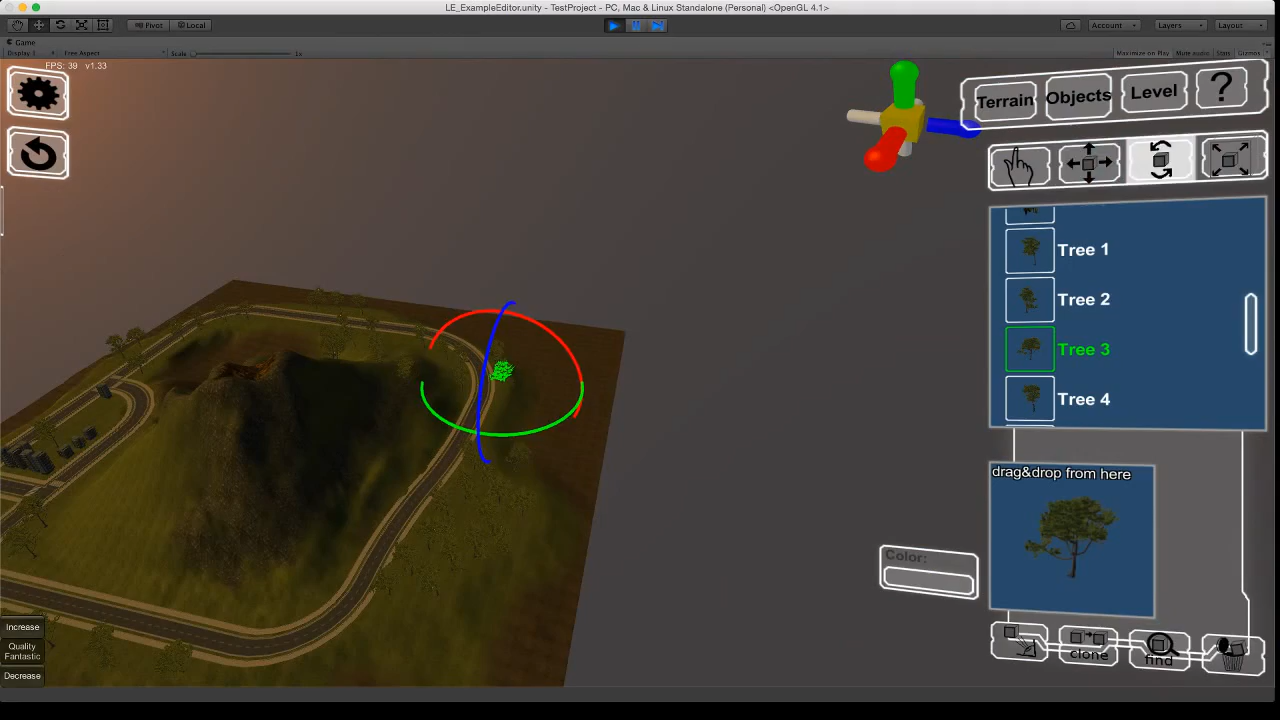 LE_ExampleEditor.unity - TestProject - PC, Mac & Linux Standalone (Personal) <OpenGL 4.1>
Pivot Local
Account Layers Layout
Game
Display 1 Free Aspect Scale 1x Maximize on Play Mute audio Stats Gizmos
FPS: 39 v1.33
Terrain Objects Level ?
Tree 1
Tree 2
Tree 3
Tree 4
drag&drop from here
Color:
Increase
Quality
Fantastic
Decrease
clone find